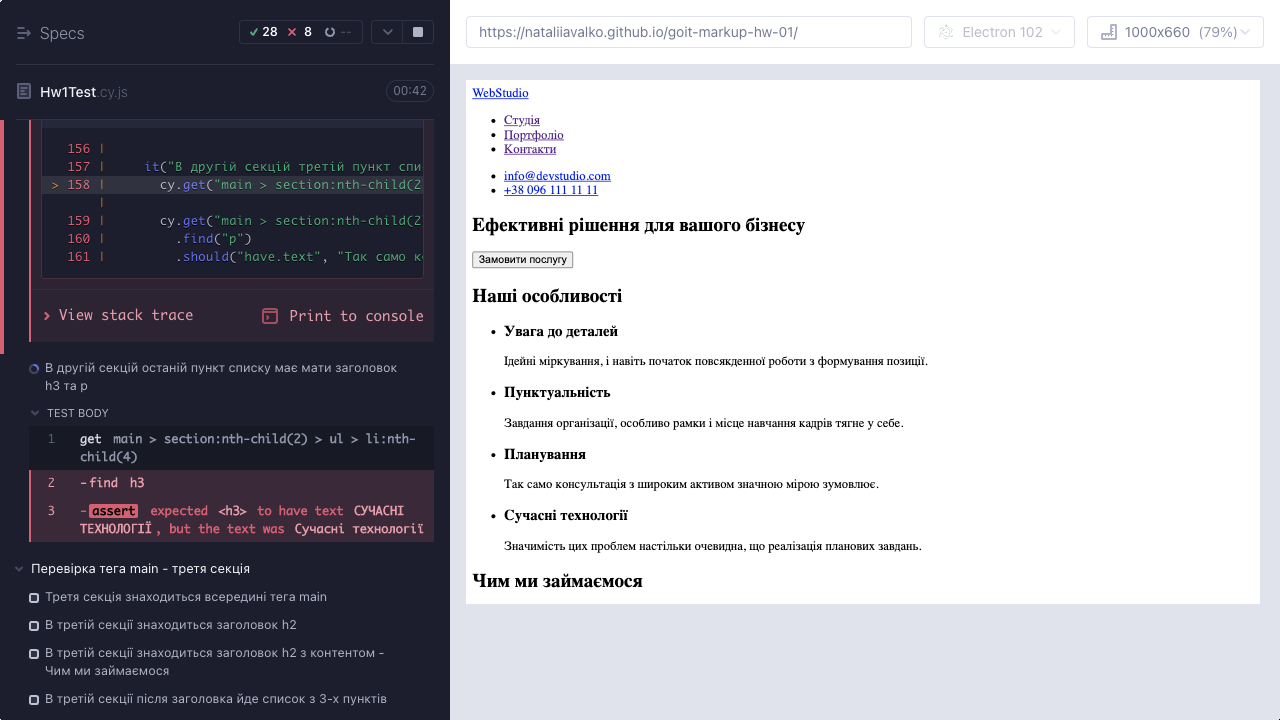 Specs
28 8 --
Hw1Test.cy.js 00:42
156 |
157 | it("В другій секцій третій пункт спи
> 158 | cy.get("main > section:nth-child(2
|
159 | cy.get("main > section:nth-child(2
160 | .find("p")
161 | .should("have.text", "Так само к
View stack trace
Print to console
В другій секцій останій пункт списку має мати заголовок
h3 та p
TEST BODY
1 get main > section:nth-child(2) > ul > li:nth-
child(4)
2 -find h3
3 -assert expected <h3> to have text СУЧАСНІ
ТЕХНОЛОГІЇ, but the text was Сучасні технології
Перевірка тега main - третя секція
Третя секція знаходиться всередині тега main
В третій секції знаходиться заголовок h2
В третій секції знаходиться заголовок h2 з контентом -
Чим ми займаємося
В третій секції після заголовка йде список з 3-х пунктів
https://nataliiavalko.github.io/goit-markup-hw-01/
Electron 102
1000x660 (79%)
WebStudio
Студія
Портфоліо
Контакти
info@devstudio.com
+38 096 111 11 11
Ефективні рішення для вашого бізнесу
Замовити послугу
Наші особливості
Увага до деталей
Ідейні міркування, і навіть початок повсякденної роботи з формування позиції.
Пунктуальність
Завдання організації, особливо рамки і місце навчання кадрів тягне у себе.
Планування
Так само консультація з широким активом значною мірою зумовлює.
Сучасні технології
Значимість цих проблем настільки очевидна, що реалізація планових завдань.
Чим ми займаємося